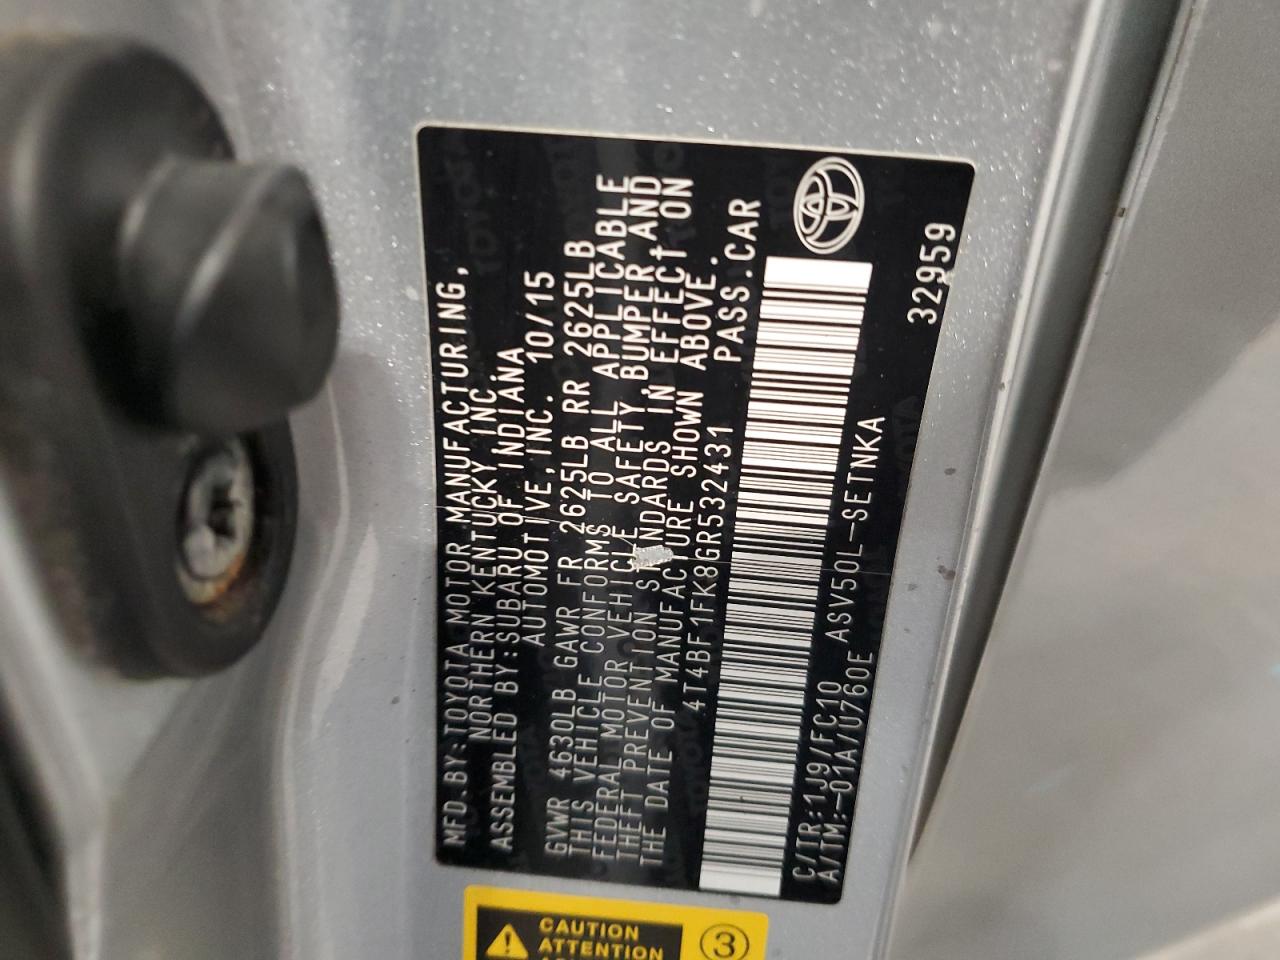 MFD.BY:TOYOTA MOTOR MANUFACTURING,
NORTHERN KENTUCKY INC.
ASSEMBLED BY:SUBARU OF INDIANA
AUTOMOTIVE,INC. 10/15
GVWR 4630LB GAWR FR 2625LB RR 2625LB
THIS VEHICLE CONFORMS TO ALL APPLICABLE
FEDERAL MOTOR VEHICLE SAFETY,BUMPER,AND
THEFT PREVENTION STANDARDS IN EFFECT ON
THE DATE OF MANUFACTURE SHOWN ABOVE.
4T4BF1FK8GR532431 PASS.CAR
C/TR:1J9/FC10 ASV50L-SETNKA
A/TM:-01A/U760E
32959
CAUTION
ATTENTION
3